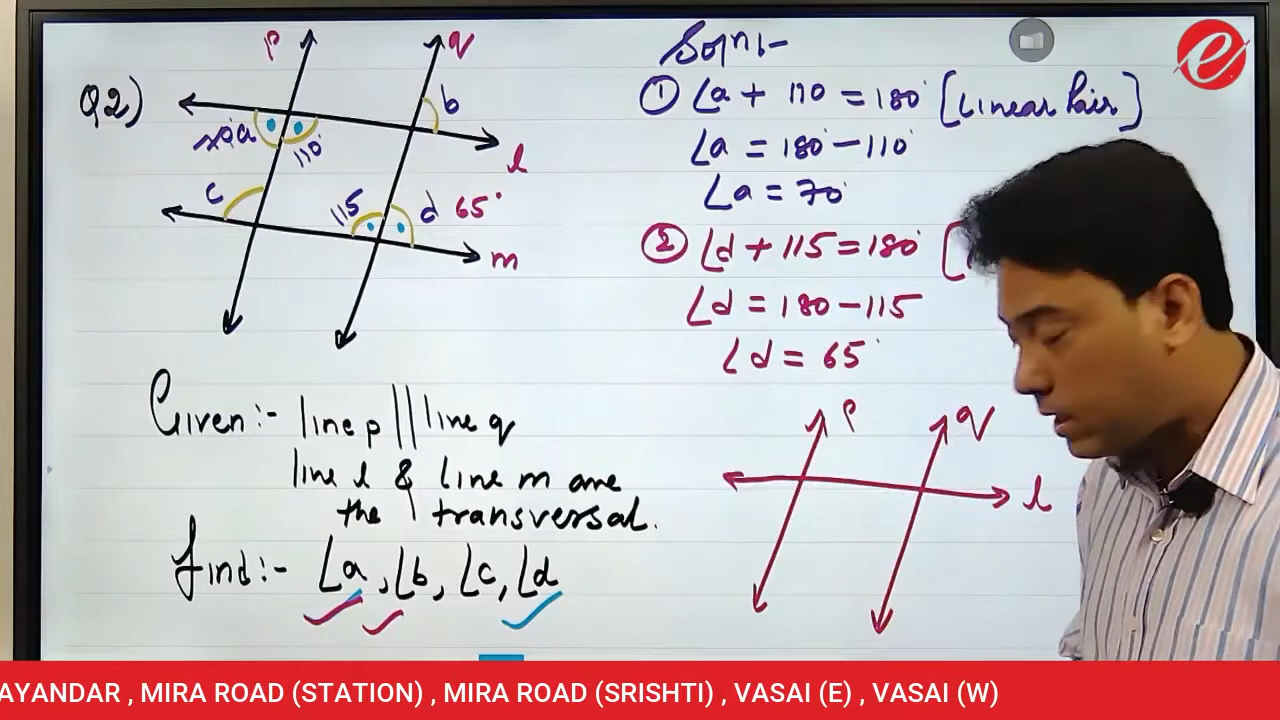 Q2)
p
q
b
70° a
110°
l
c
115
d 65°
m
Given:- line p || line q
line l & line m are
the transversal.
find:- ∠a, ∠b, ∠c, ∠d
Soln:-
① ∠a + 110 = 180° [Linear Pair]
∠a = 180° - 110°
∠a = 70°
② ∠d + 115 = 180° [
∠d = 180 - 115
∠d = 65°
p
q
l
e
AYANDAR , MIRA ROAD (STATION) , MIRA ROAD (SRISHTI) , VASAI (E) , VASAI (W)